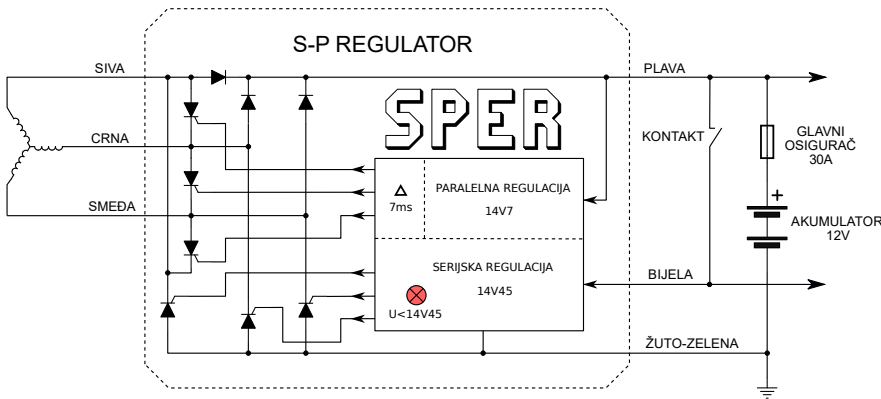 S-P REGULATOR
SIVA
PLAVA
SPER
CRNA
KONTAKT
GLAVNI
OSIGURAČ
30A
PARALELNA REGULACIJA
14V7
Δ
7ms
SMEĐA
+
AKUMULATOR
12V
SERIJSKA REGULACIJA
14V45
U<14V45
BIJELA
ŽUTO-ZELENA